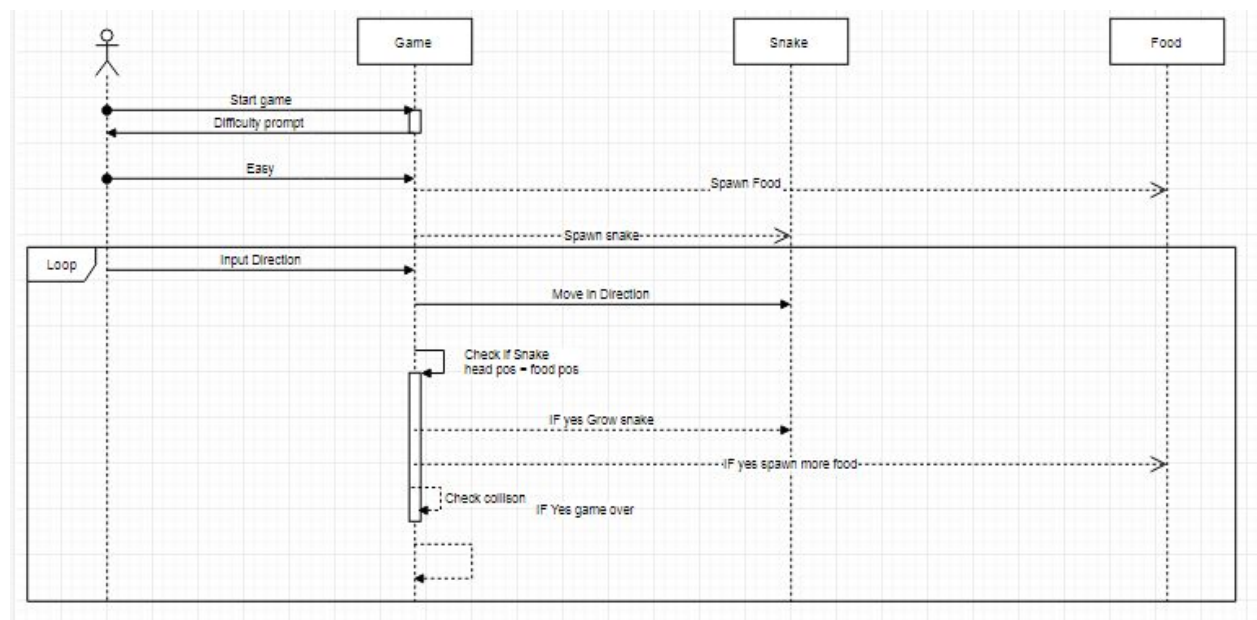 Game
Snake
Food
Start game
Difficulty prompt
Easy
Spawn Food
Spawn snake
Loop
Input Direction
Move in Direction
Check if Snake
head pos = food pos
IF yes Grow snake
IF yes spawn more food
Check collison
IF Yes game over